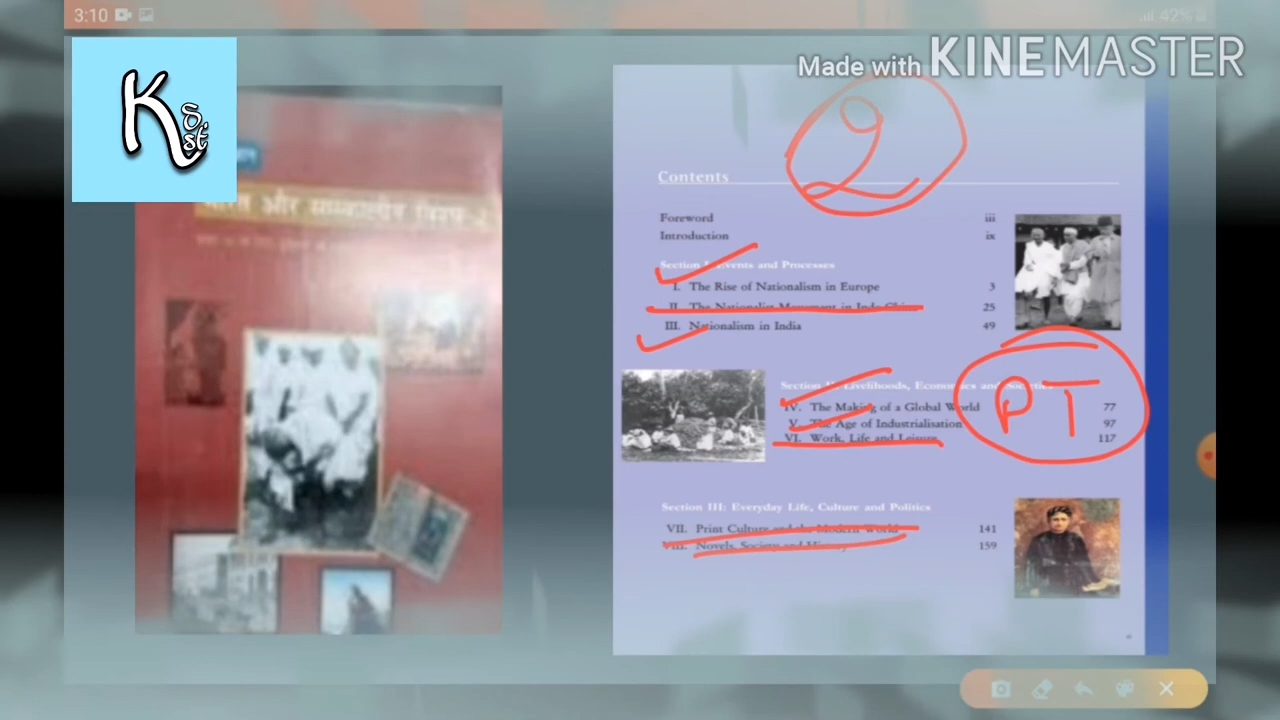 3:10
42%
Made with KINEMASTER
K
S
st
भारत और समकालीन विश्व-2
2
Contents
Foreword iii
Introduction ix
Section I: Events and Processes
I. The Rise of Nationalism in Europe 3
II. The Nationalist Movement in Indo-China 25
III. Nationalism in India 49
Section II: Livelihoods, Economies and Societies
IV. The Making of a Global World 77
V. The Age of Industrialisation 97
VI. Work, Life and Leisure 117
PT
Section III: Everyday Life, Culture and Politics
VII. Print Culture and the Modern World 141
VIII. Novels, Society and History 159